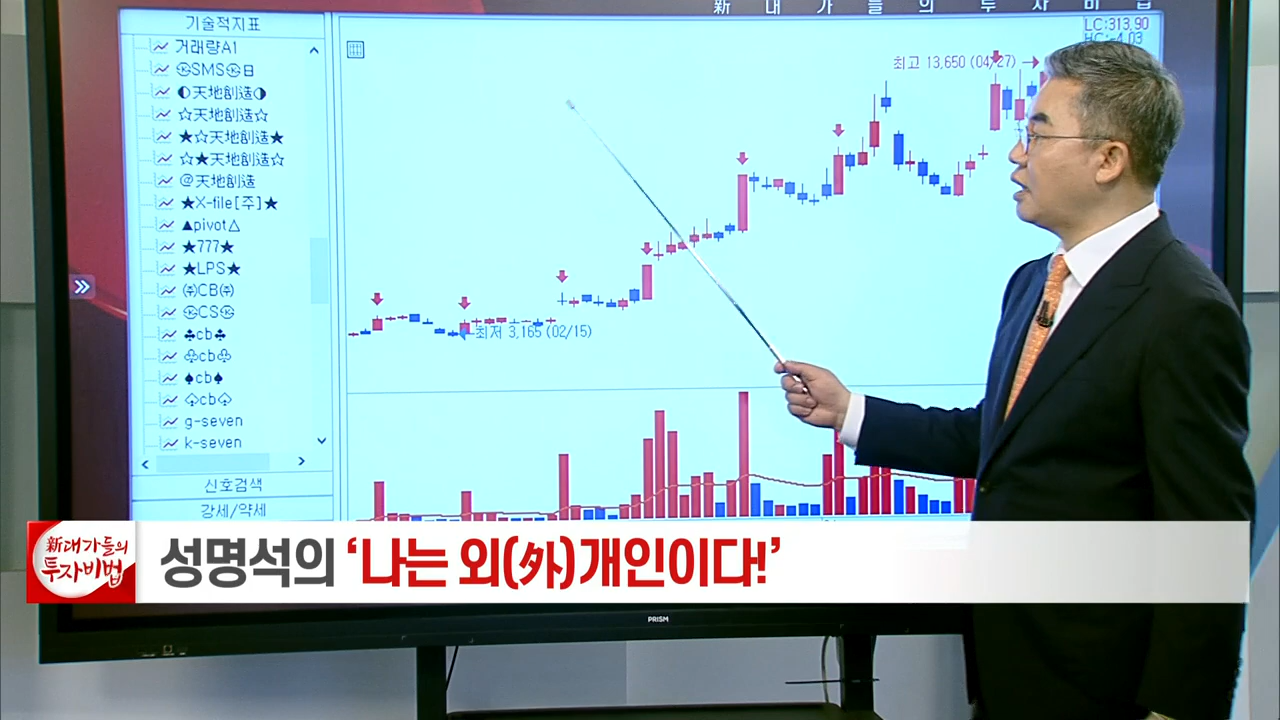 新 대 가 들 의 투 자 비 법
기술적지표
LC:313.90
HC:-4.03
거래량A1
㉿SMS㉿日
◐天地創造◑
☆天地創造☆
★☆天地創造★
☆★天地創造☆
@天地創造
★X-file[주]★
▲pivot△
★777★
★LPS★
㈜CB㈜
㉿CS㉿
♣cb♣
♧cb♧
♠cb♠
♤cb♤
g-seven
k-seven
신호검색
강세/약세
최고 13,650 (04/27)
최저 3,165 (02/15)
新대가들의
투자비법
성명석의 ‘나는 외(外)개인이다!’
PRISM